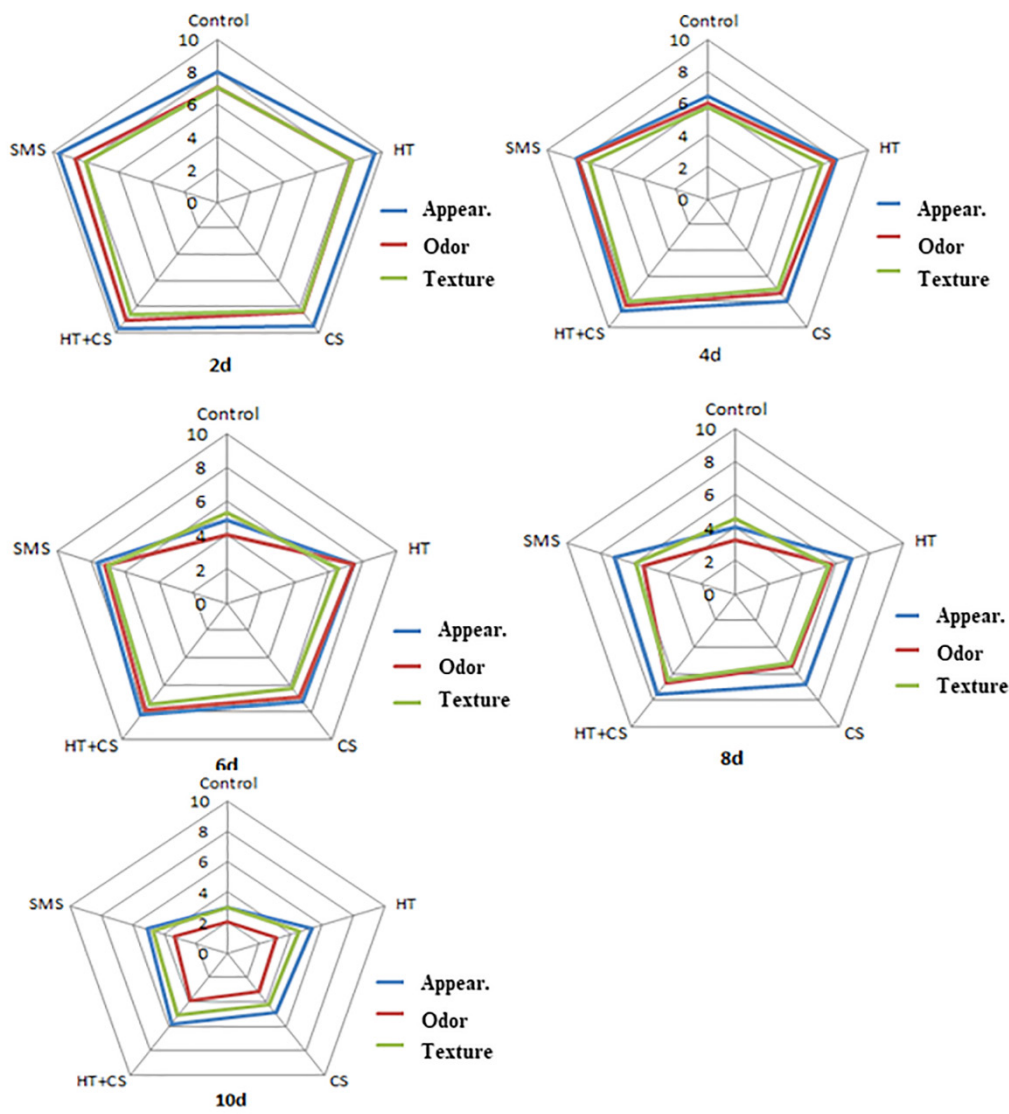 Control
10
8
6
4
2
0
SMS
HT
HT+CS
CS
Appear.
Odor
Texture
2d
Control
10
8
6
4
2
0
SMS
HT
HT+CS
CS
Appear.
Odor
Texture
4d
Control
10
8
6
4
2
0
SMS
HT
HT+CS
CS
Appear.
Odor
Texture
6d
Control
10
8
6
4
2
0
SMS
HT
HT+CS
CS
Appear.
Odor
Texture
8d
Control
10
8
6
4
2
0
SMS
HT
HT+CS
CS
Appear.
Odor
Texture
10d